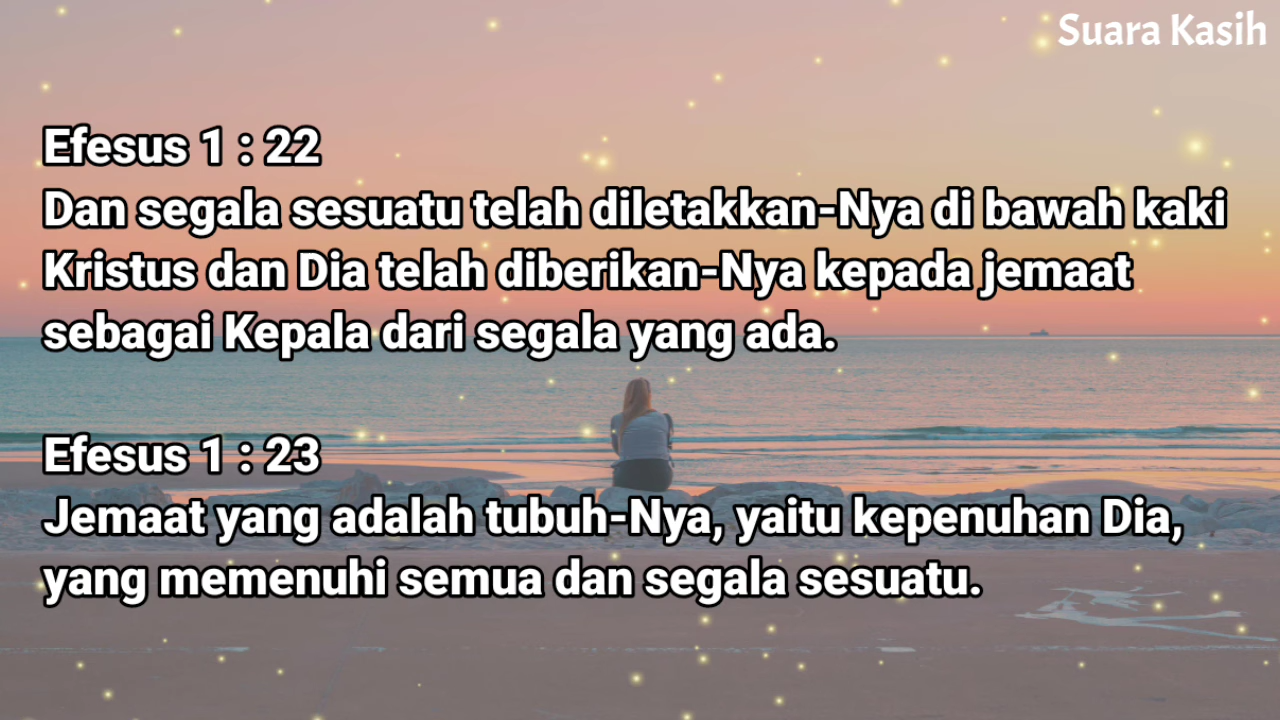 Suara Kasih
Efesus 1 : 22
Dan segala sesuatu telah diletakkan-Nya di bawah kaki
Kristus dan Dia telah diberikan-Nya kepada jemaat
sebagai Kepala dari segala yang ada.
Efesus 1 : 23
Jemaat yang adalah tubuh-Nya, yaitu kepenuhan Dia,
yang memenuhi semua dan segala sesuatu.